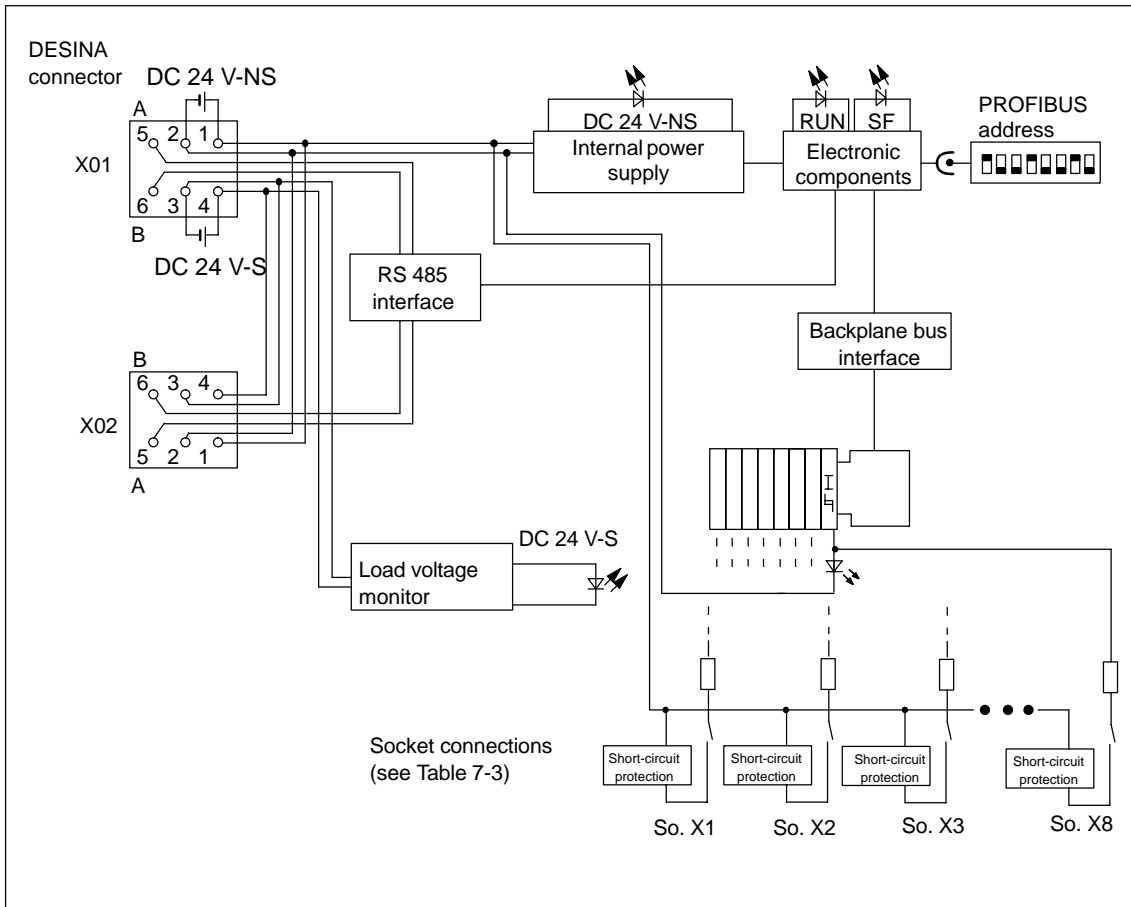 DESINA
connector
DC 24 V-NS
A
5 2 1
X01
6 3 4
B
DC 24 V-S
DC 24 V-NS
Internal power
supply
RUN SF
Electronic
components
PROFIBUS
address
RS 485
interface
Backplane bus
interface
B
6 3 4
X02
5 2 1
A
DC 24 V-S
Load voltage
monitor
Socket connections
(see Table 7-3)
Short-circuit
protection
Short-circuit
protection
Short-circuit
protection
Short-circuit
protection
So. X1 So. X2 So. X3 So. X8